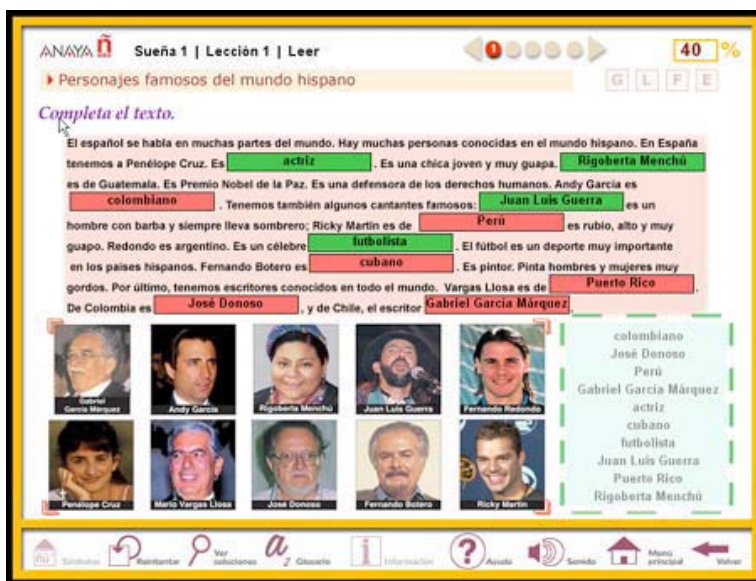 ANAYA ñ Sueña 1 | Lección 1 | Leer 1 40 %
Personajes famosos del mundo hispano G L F E
Completa el texto.
El español se habla en muchas partes del mundo. Hay muchas personas conocidas en el mundo hispano. En España
tenemos a Penélope Cruz. Es actriz . Es una chica joven y muy guapa. Rigoberta Menchú
es de Guatemala. Es Premio Nobel de la Paz. Es una defensora de los derechos humanos. Andy García es
colombiano . Tenemos también algunos cantantes famosos: Juan Luis Guerra es un
hombre con barba y siempre lleva sombrero; Ricky Martin es de Perú es rubio, alto y muy
guapo. Redondo es argentino. Es un célebre futbolista . El fútbol es un deporte muy importante
en los países hispanos. Fernando Botero es cubano . Es pintor. Pinta hombres y mujeres muy
gordos. Por último, tenemos escritores conocidos en todo el mundo. Vargas Llosa es de Puerto Rico .
De Colombia es José Donoso , y de Chile, el escritor Gabriel García Márquez .
Gabriel
García Márquez
Andy García
Rigoberta Menchú
Juan Luis Guerra
Fernando Redondo
Penélope Cruz
Mario Vargas Llosa
José Donoso
Fernando Botero
Ricky Martin
colombiano
José Donoso
Perú
Gabriel García Márquez
actriz
cubano
futbolista
Juan Luis Guerra
Puerto Rico
Rigoberta Menchú
Símbolos Reintentar Ver soluciones Glosario Información Ayuda Sonido Menú principal Volver